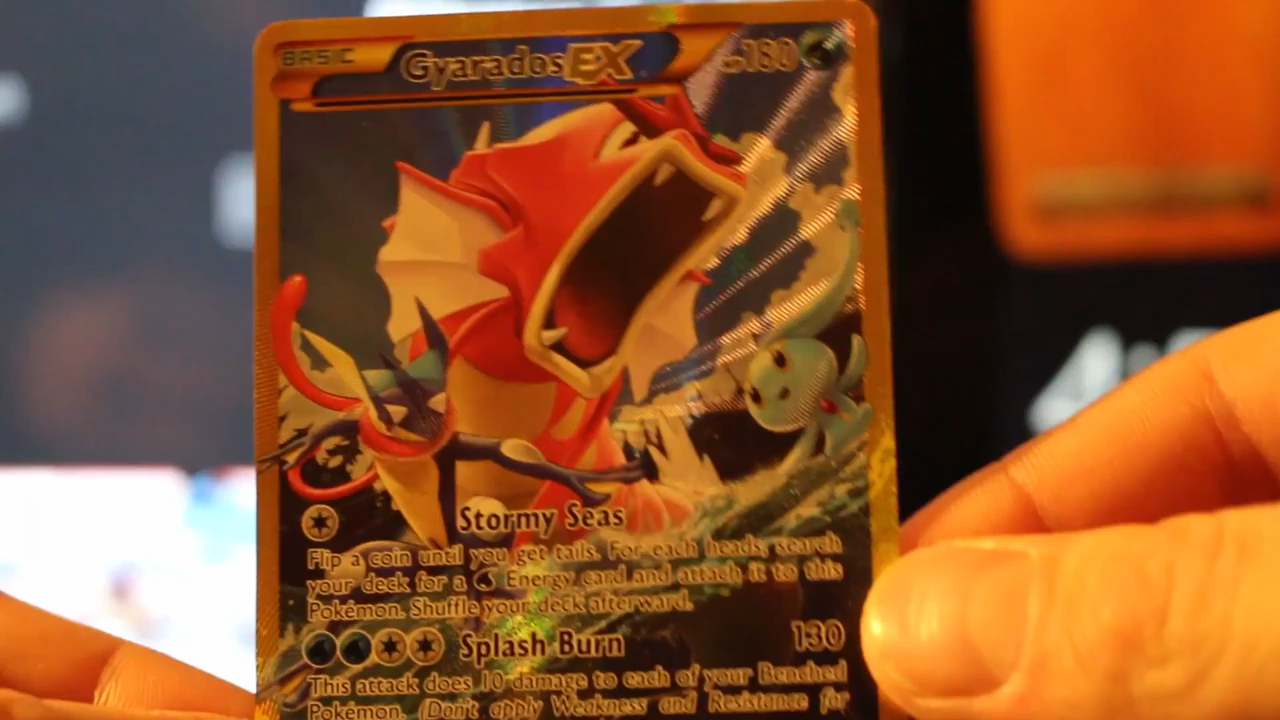 BASIC Gyarados EX HP180
Stormy Seas
Flip a coin until you get tails. For each heads, search
your deck for a Energy card and attach it to this
Pokémon. Shuffle your deck afterward.
Splash Burn 130
This attack does 10 damage to each of your Benched
Pokémon. (Don't apply Weakness and Resistance for